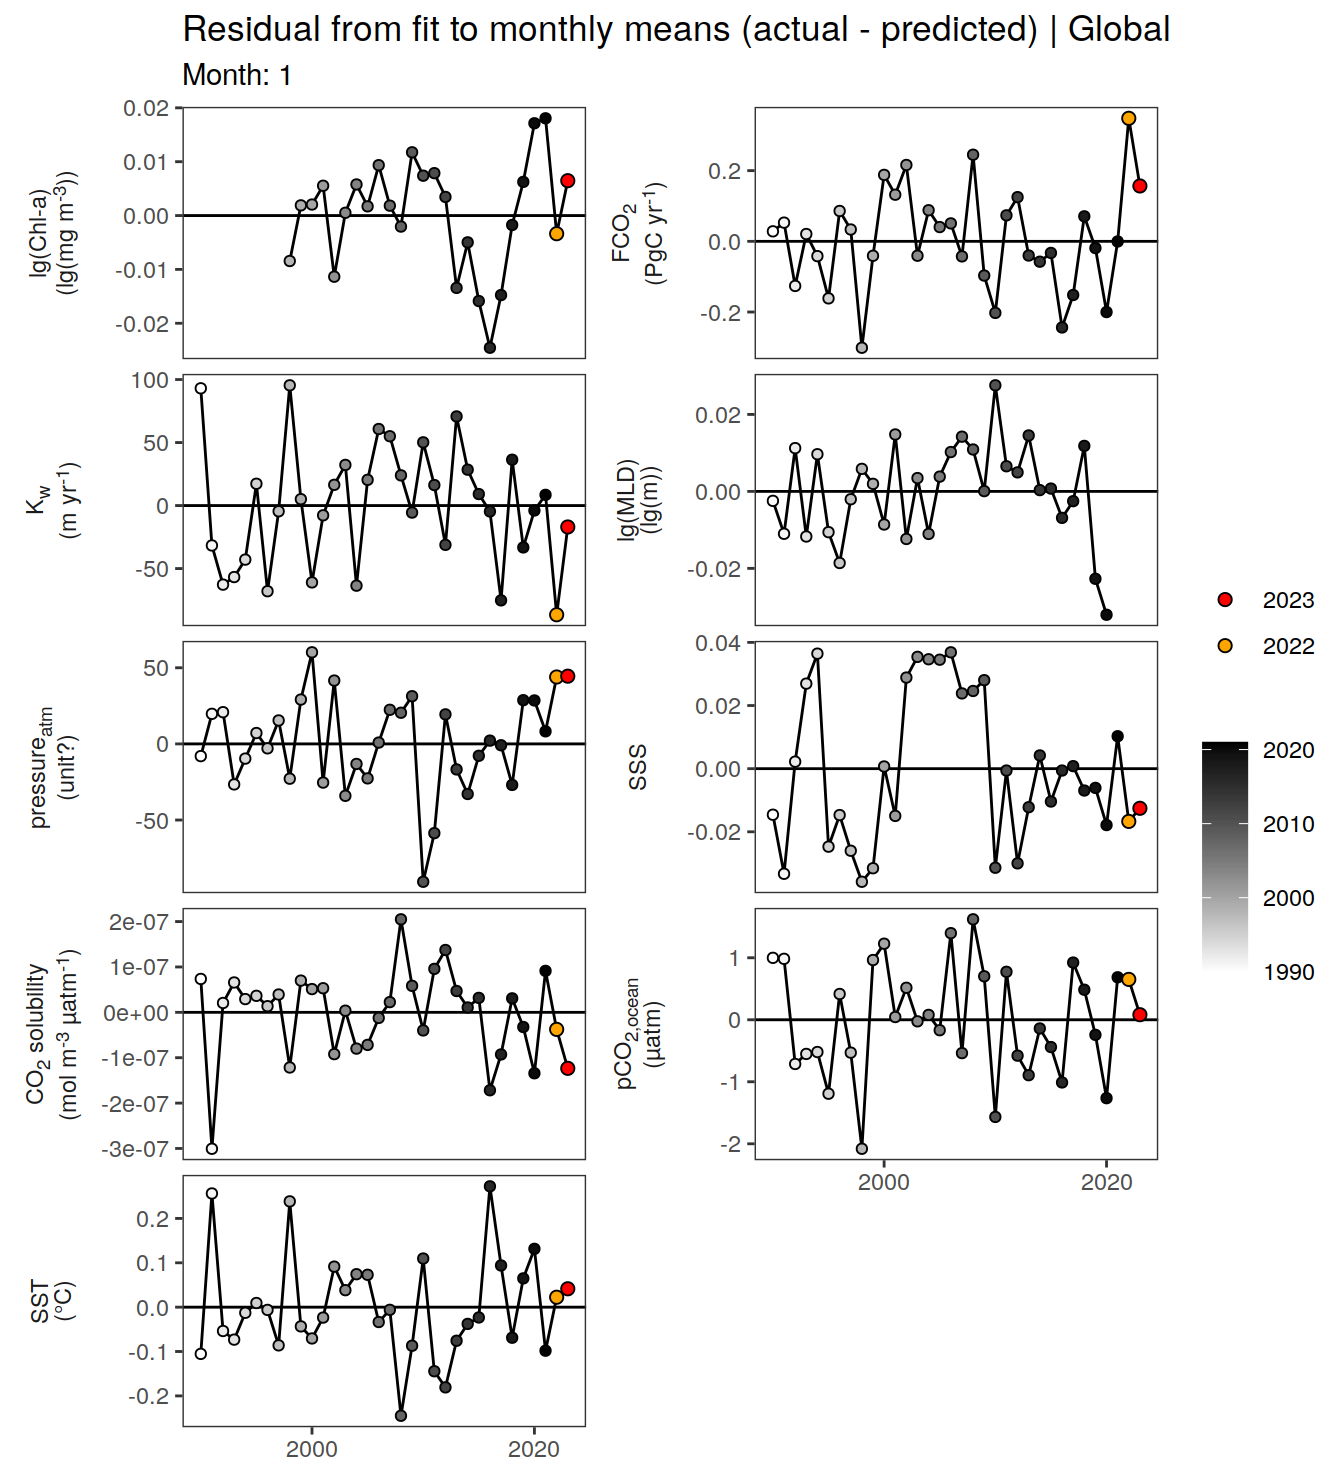 Residual from fit to monthly means (actual - predicted) | Global
Month: 1
lg(Chl-a)
(lg(mg m⁻³))
0.02
0.01
0.00
-0.01
-0.02
FCO₂
(PgC yr⁻¹)
0.2
0.0
-0.2
K_w
(m yr⁻¹)
100
50
0
-50
lg(MLD)
(lg(m))
0.02
0.00
-0.02
pressure_atm
(unit?)
50
0
-50
SSS
0.04
0.02
0.00
-0.02
CO₂ solubility
(mol m⁻³ µatm⁻¹)
2e-07
1e-07
0e+00
-1e-07
-2e-07
-3e-07
pCO₂,ocean
(µatm)
1
0
-1
-2
2000 2020
SST
(°C)
0.2
0.1
0.0
-0.1
-0.2
2000 2020
2023
2022
2020
2010
2000
1990